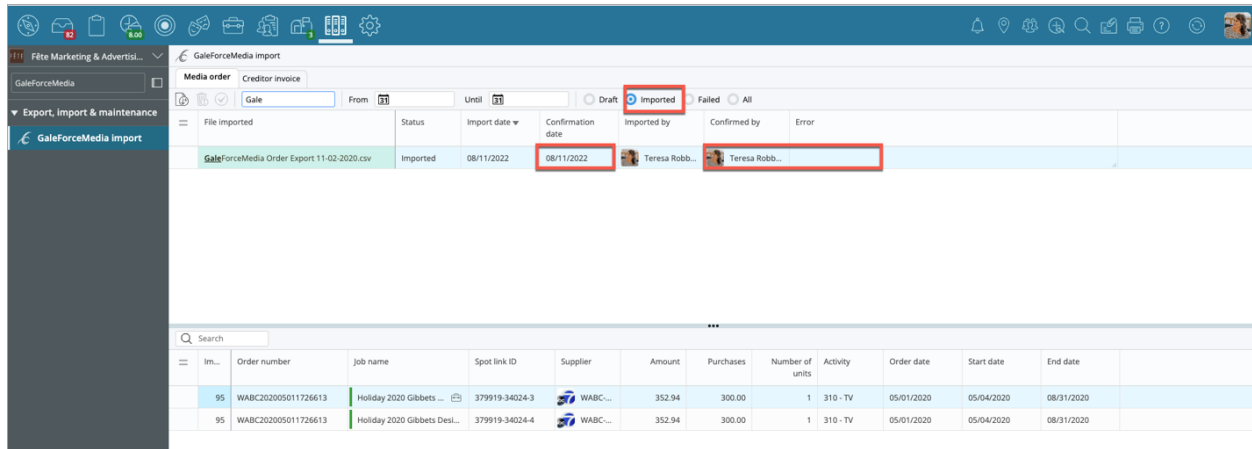 82
8.00
3
Fête Marketing & Advertisi...
GaleForceMedia import
GaleForceMedia
Media order Creditor invoice
Gale From 31 Until 31 Draft Imported Failed All
Export, import & maintenance
GaleForceMedia import
File imported Status Import date Confirmation date Imported by Confirmed by Error
GaleForceMedia Order Export 11-02-2020.csv Imported 08/11/2022 08/11/2022 Teresa Robb... Teresa Robb...
Search
Im... Order number Job name Spot link ID Supplier Amount Purchases Number of units Activity Order date Start date End date
95 WABC202005011726613 Holiday 2020 Gibbets ... 379919-34024-3 WABC-... 352.94 300.00 1 310 - TV 05/01/2020 05/04/2020 08/31/2020
95 WABC202005011726613 Holiday 2020 Gibbets Desi... 379919-34024-4 WABC-... 352.94 300.00 1 310 - TV 05/01/2020 05/04/2020 08/31/2020